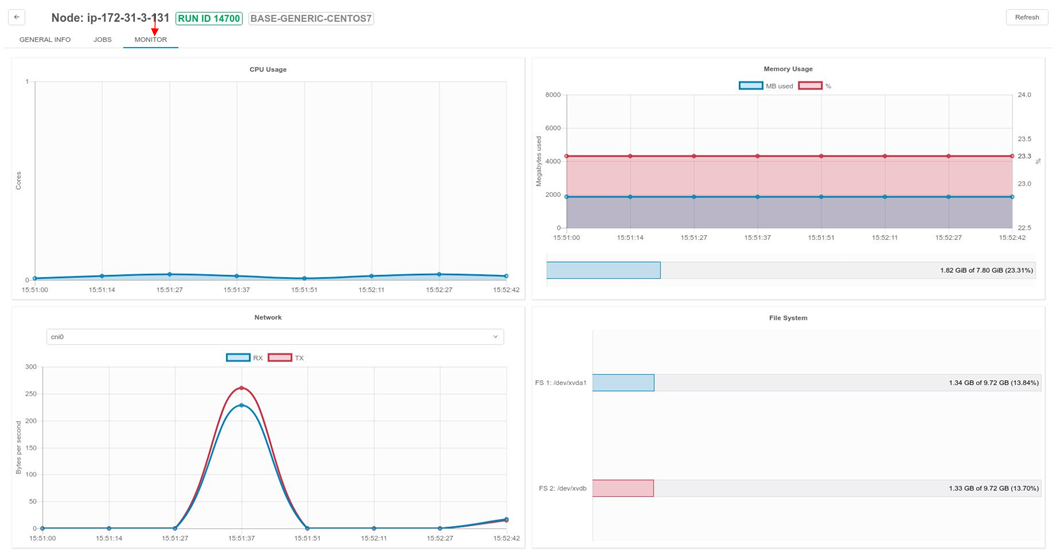 Node: ip-172-31-3-131 RUN ID 14700 BASE-GENERIC-CENTOS7 Refresh
GENERAL INFO JOBS MONITOR
CPU Usage
1
Cores
0
15:51:00 15:51:14 15:51:27 15:51:37 15:51:51 15:52:11 15:52:27 15:52:42
Memory Usage
MB used %
8000 24.0
6000
23.5
23.3
4000
Megabytes used %
23.0
2000
0 22.5
15:51:00 15:51:14 15:51:27 15:51:37 15:51:51 15:52:11 15:52:27 15:52:42
1.82 GiB of 7.80 GiB (23.31%)
Network
cni0
RX TX
300
250
200
150
100
50
0
Bytes per second
15:51:00 15:51:14 15:51:27 15:51:37 15:51:51 15:52:11 15:52:27 15:52:42
File System
FS 1: /dev/xvda1 1.34 GB of 9.72 GB (13.84%)
FS 2: /dev/xvdb 1.33 GB of 9.72 GB (13.70%)